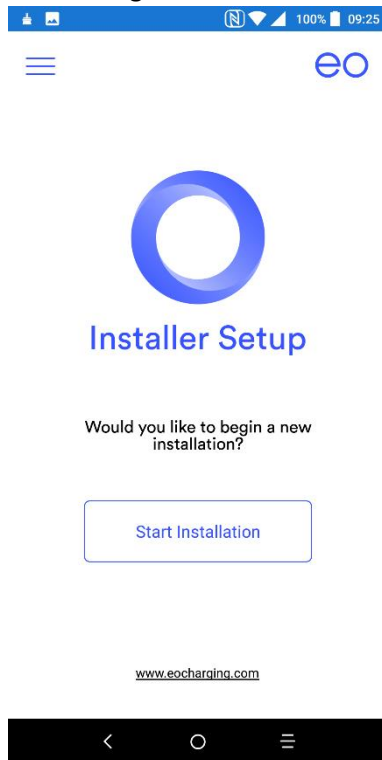 100% 09:25
eo
Installer Setup
Would you like to begin a new
installation?
Start Installation
www.eocharging.com